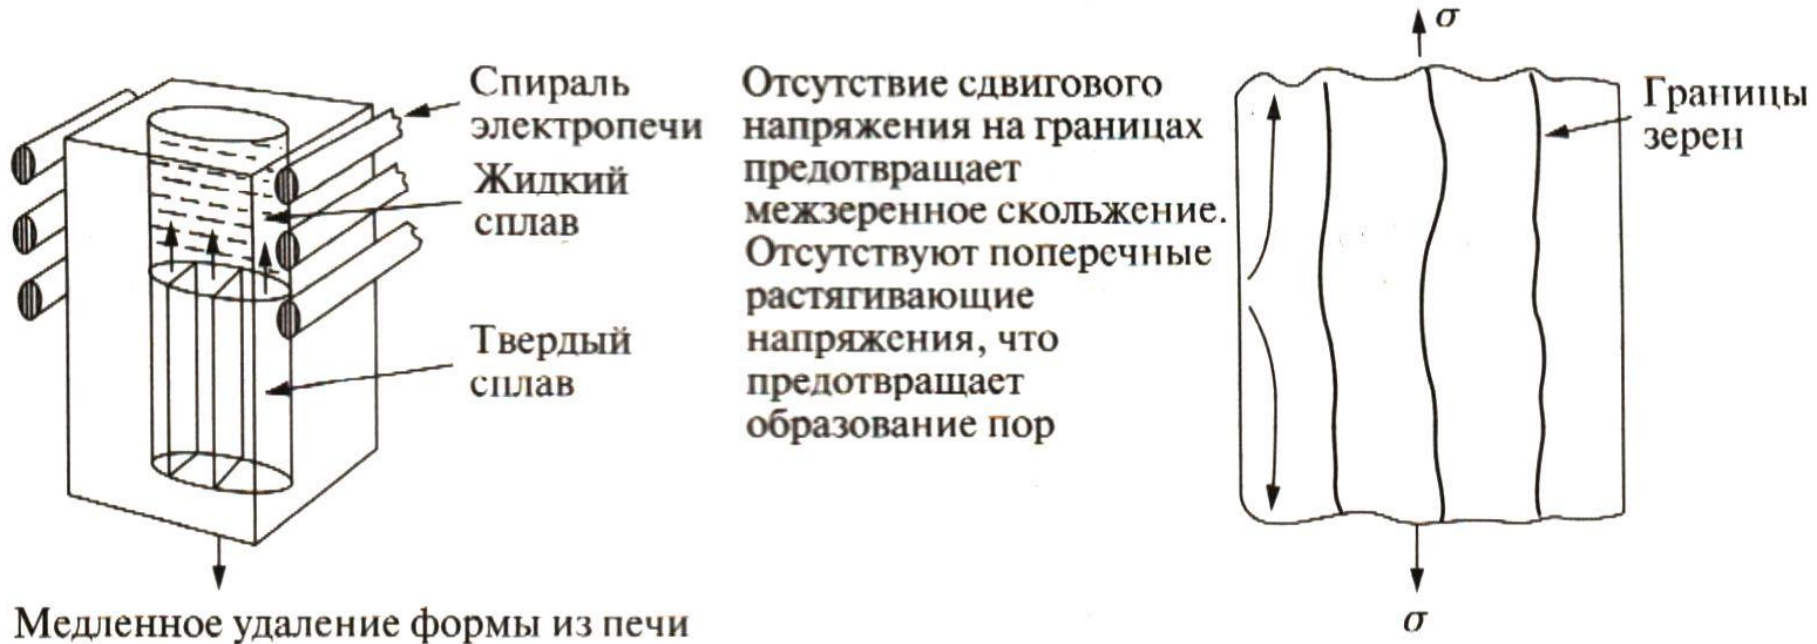 Спираль
электропечи
Жидкий
сплав
Твердый
сплав
Медленное удаление формы из печи
Отсутствие сдвигового
напряжения на границах
предотвращает
межзеренное скольжение.
Отсутствуют поперечные
растягивающие
напряжения, что
предотвращает
образование пор
σ
Границы
зерен
σ